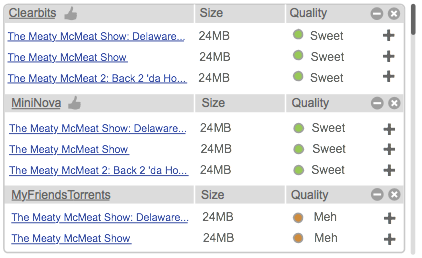 Clearbits Size Quality
The Meaty McMeat Show: Delaware... 24MB Sweet
The Meaty McMeat Show 24MB Sweet
The Meaty McMeat 2: Back 2 'da Ho... 24MB Sweet
MiniNova Size Quality
The Meaty McMeat Show: Delaware... 24MB Sweet
The Meaty McMeat Show 24MB Sweet
The Meaty McMeat 2: Back 2 'da Ho... 24MB Sweet
MyFriendsTorrents Size Quality
The Meaty McMeat Show: Delaware... 24MB Meh
The Meaty McMeat Show 24MB Meh